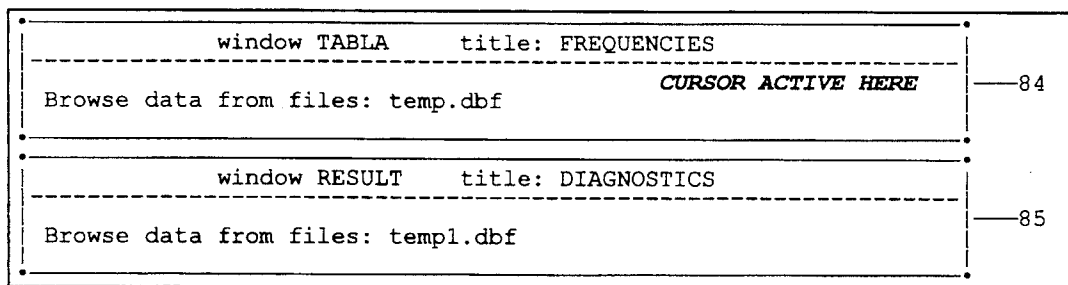 window TABLA title: FREQUENCIES
CURSOR ACTIVE HERE
84
Browse data from files: temp.dbf
window RESULT title: DIAGNOSTICS
85
Browse data from files: temp1.dbf